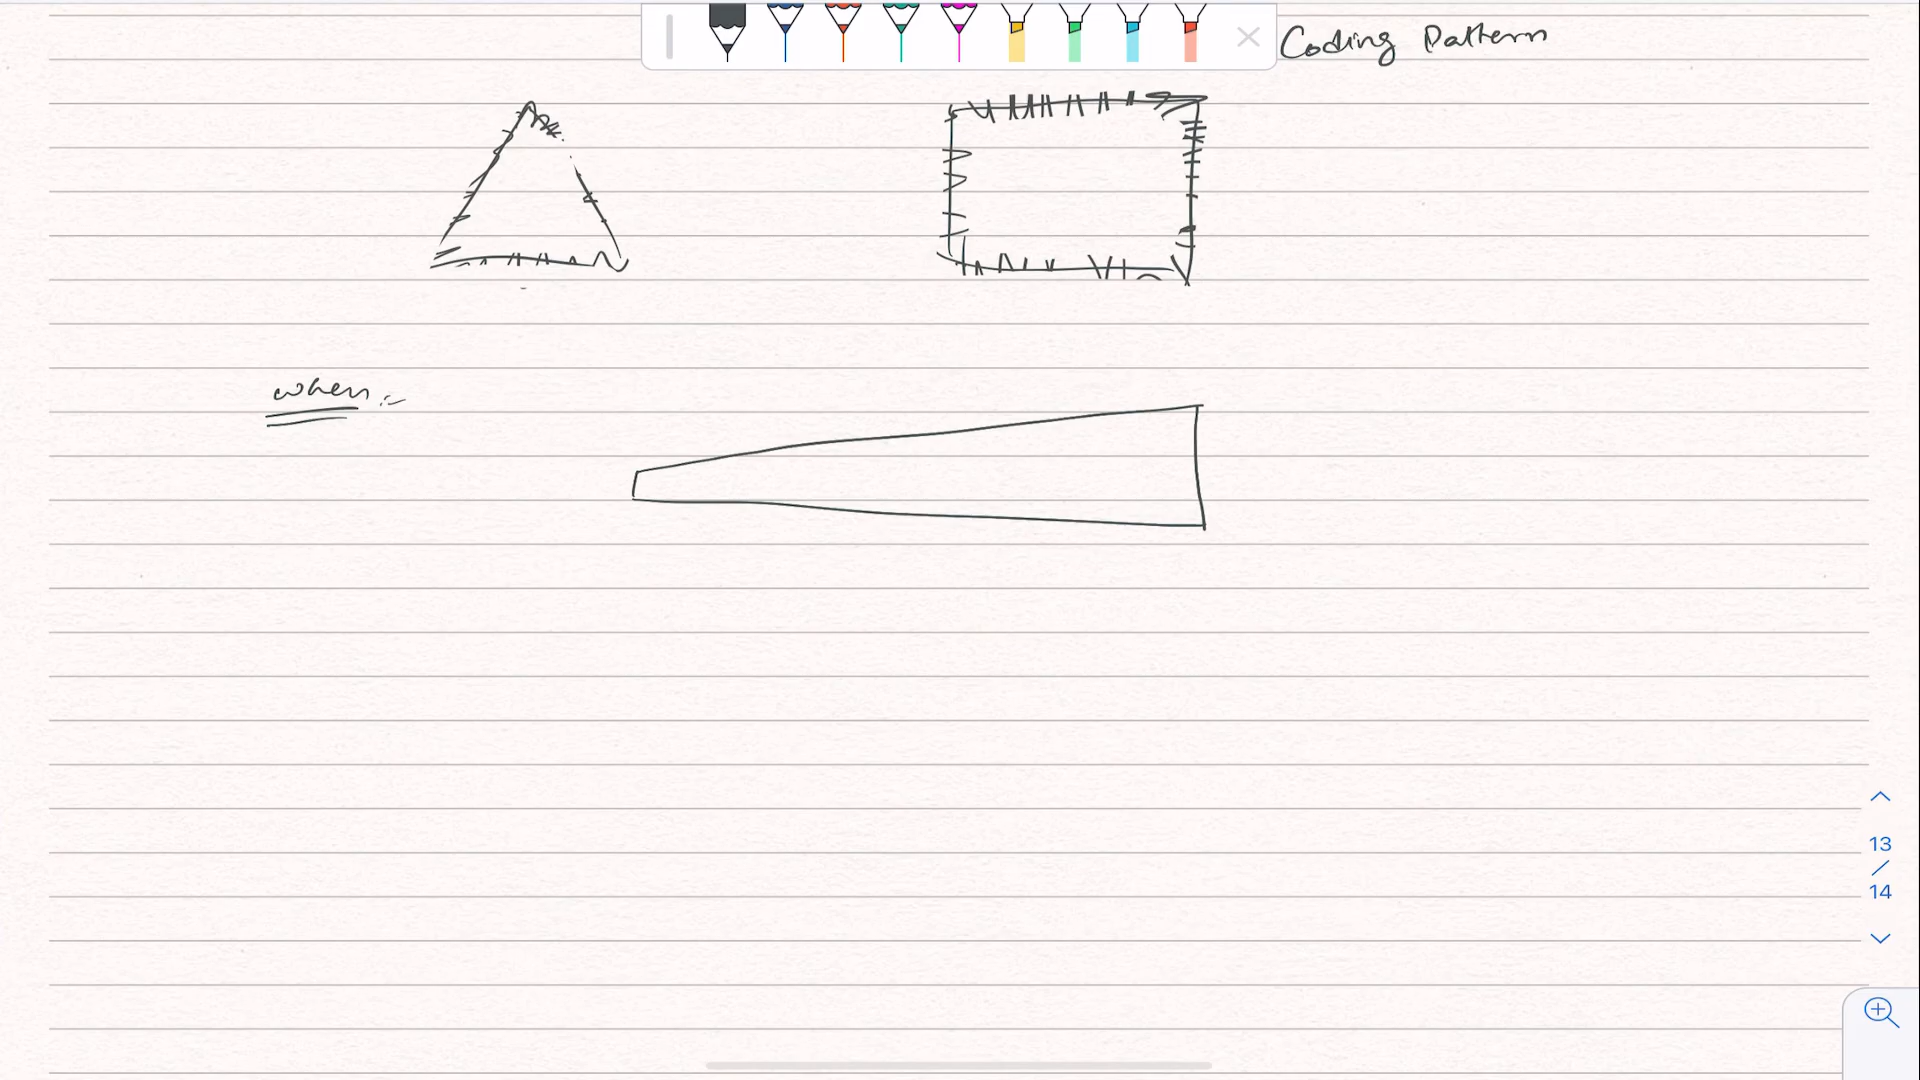 Coding Pattern
when :-
13
/
14